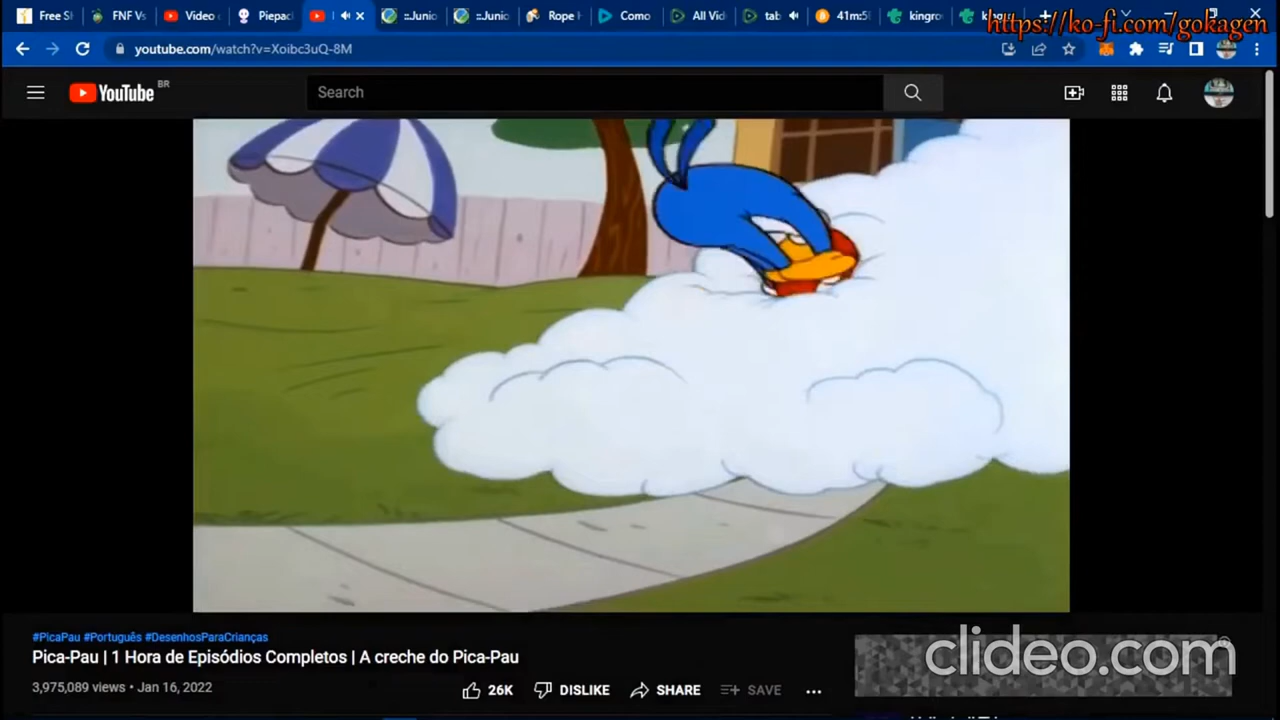 Free S
FNF Vs
Video
Piepac
::Junio
::Junio
Rope
Como
All Vid
tab
41m:5
kingro
https://ko-fi.com/gokagen
youtube.com/watch?v=Xoibc3uQ-8M
YouTube BR
Search
#PicaPau #Português #DesenhosParaCrianças
Pica-Pau | 1 Hora de Episódios Completos | A creche do Pica-Pau
3,975,089 views • Jan 16, 2022
26K
DISLIKE
SHARE
SAVE
clideo.com